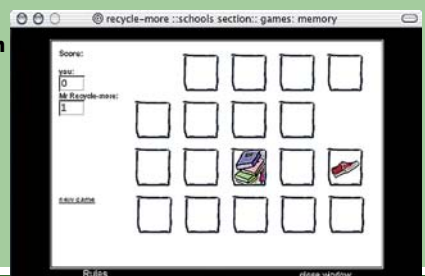 recycle-more ::schools section:: games: memory
Score:
you:
0
Mr Recycle-more:
1
new game
Rules
close window